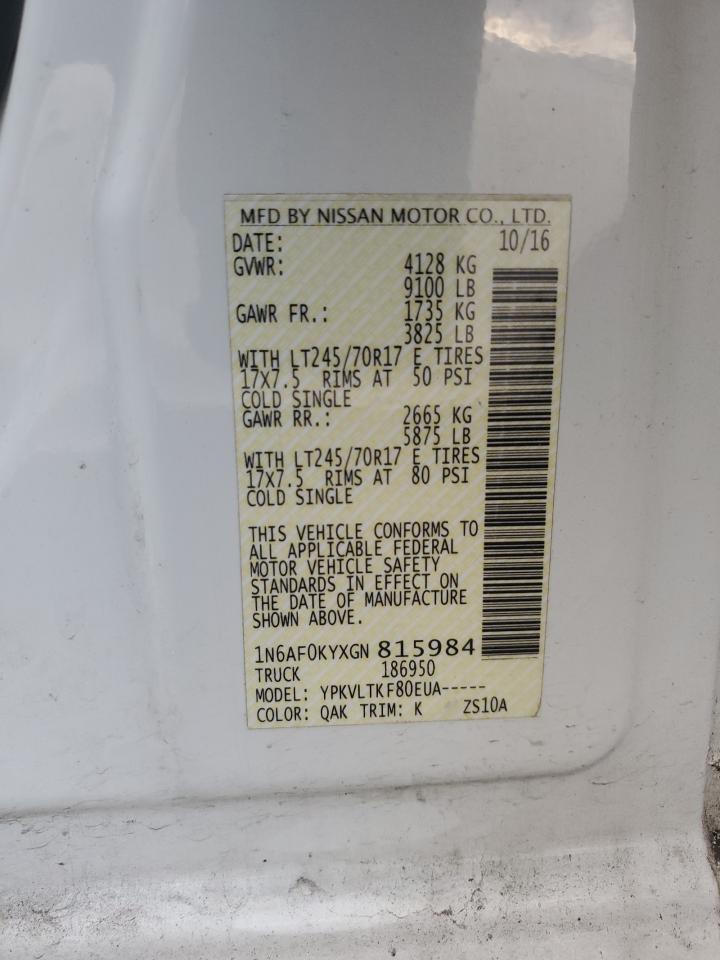 MFD BY NISSAN MOTOR CO., LTD.
DATE: 10/16
GVWR: 4128 KG
9100 LB
GAWR FR.: 1735 KG
3825 LB
WITH LT245/70R17 E TIRES
17X7.5 RIMS AT 50 PSI
COLD SINGLE
GAWR RR.: 2665 KG
5875 LB
WITH LT245/70R17 E TIRES
17X7.5 RIMS AT 80 PSI
COLD SINGLE
THIS VEHICLE CONFORMS TO
ALL APPLICABLE FEDERAL
MOTOR VEHICLE SAFETY
STANDARDS IN EFFECT ON
THE DATE OF MANUFACTURE
SHOWN ABOVE.
1N6AF0KYXGN 815984
TRUCK 186950
MODEL: YPKVLTKF80EUA-----
COLOR: QAK TRIM: K ZS10A